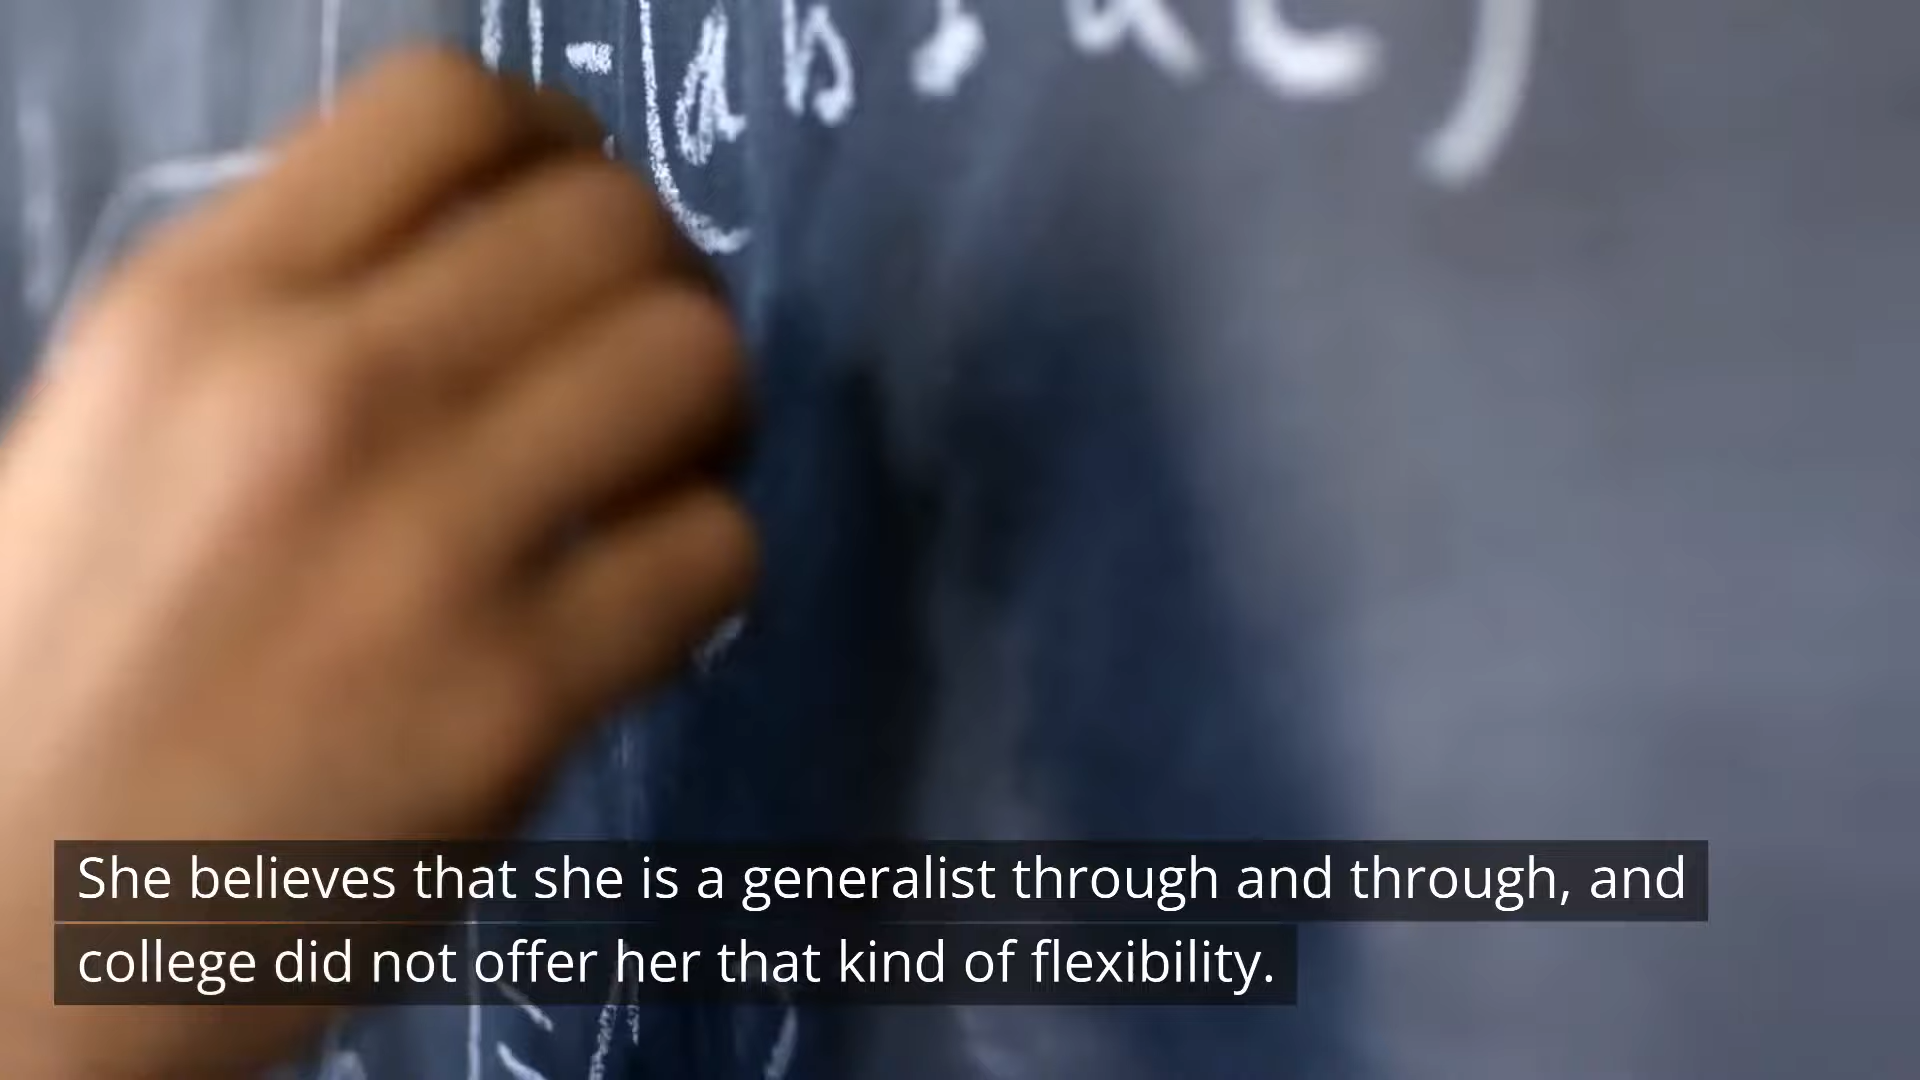 She believes that she is a generalist through and through, and
college did not offer her that kind of flexibility.